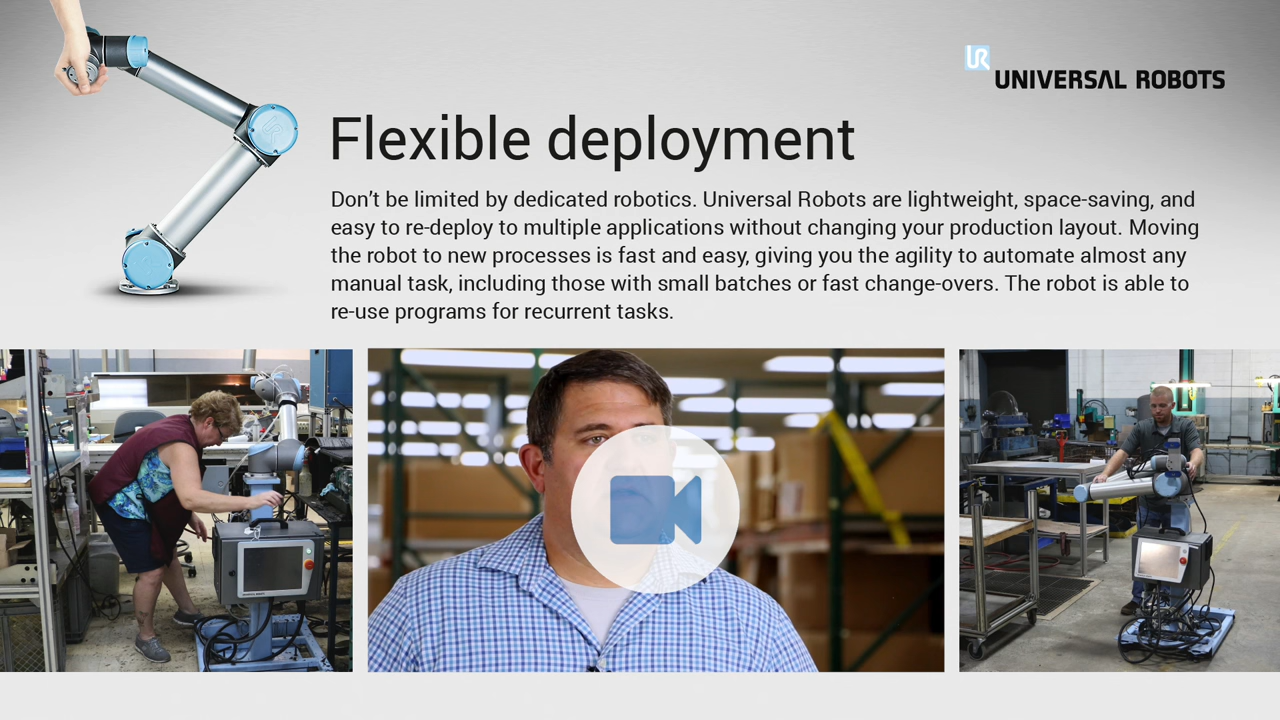 UR
UNIVERSAL ROBOTS
Flexible deployment
Don’t be limited by dedicated robotics. Universal Robots are lightweight, space-saving, and
easy to re-deploy to multiple applications without changing your production layout. Moving
the robot to new processes is fast and easy, giving you the agility to automate almost any
manual task, including those with small batches or fast change-overs. The robot is able to
re-use programs for recurrent tasks.